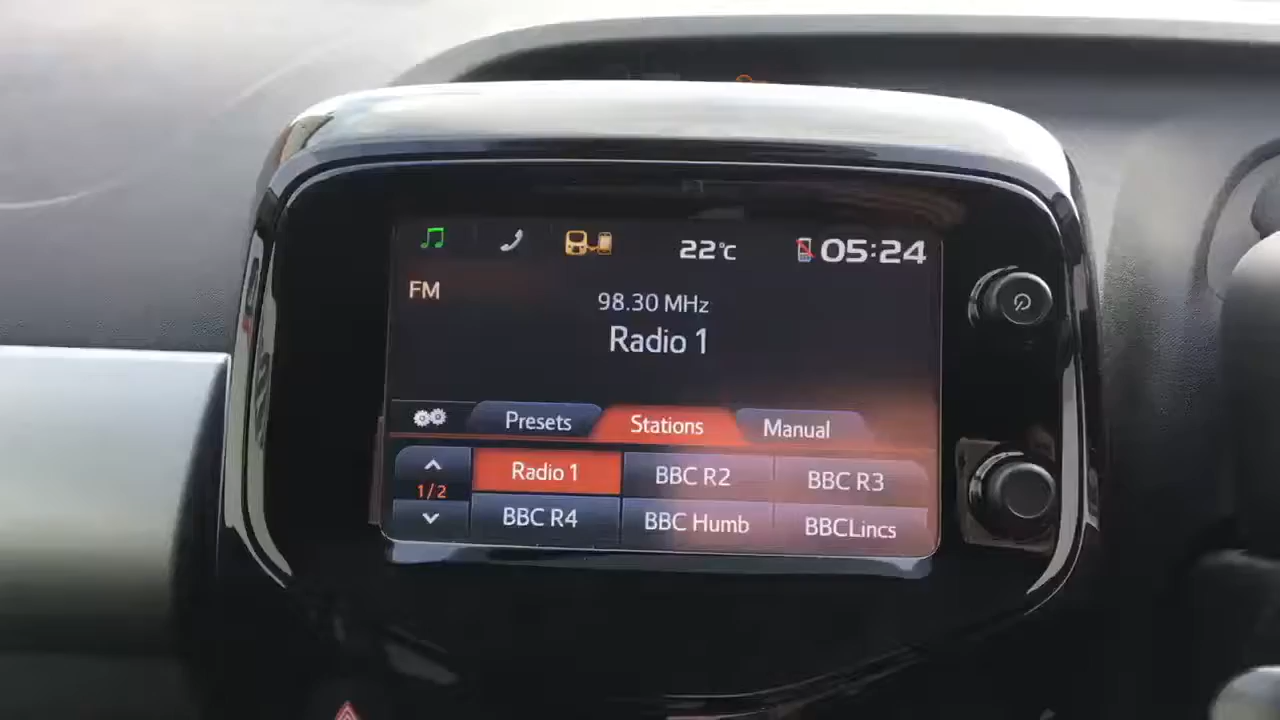 22°C 05:24
FM
98.30 MHz
Radio 1
Presets Stations Manual
Radio 1 BBC R2 BBC R3
1/2
BBC R4 BBC Humb BBCLincs